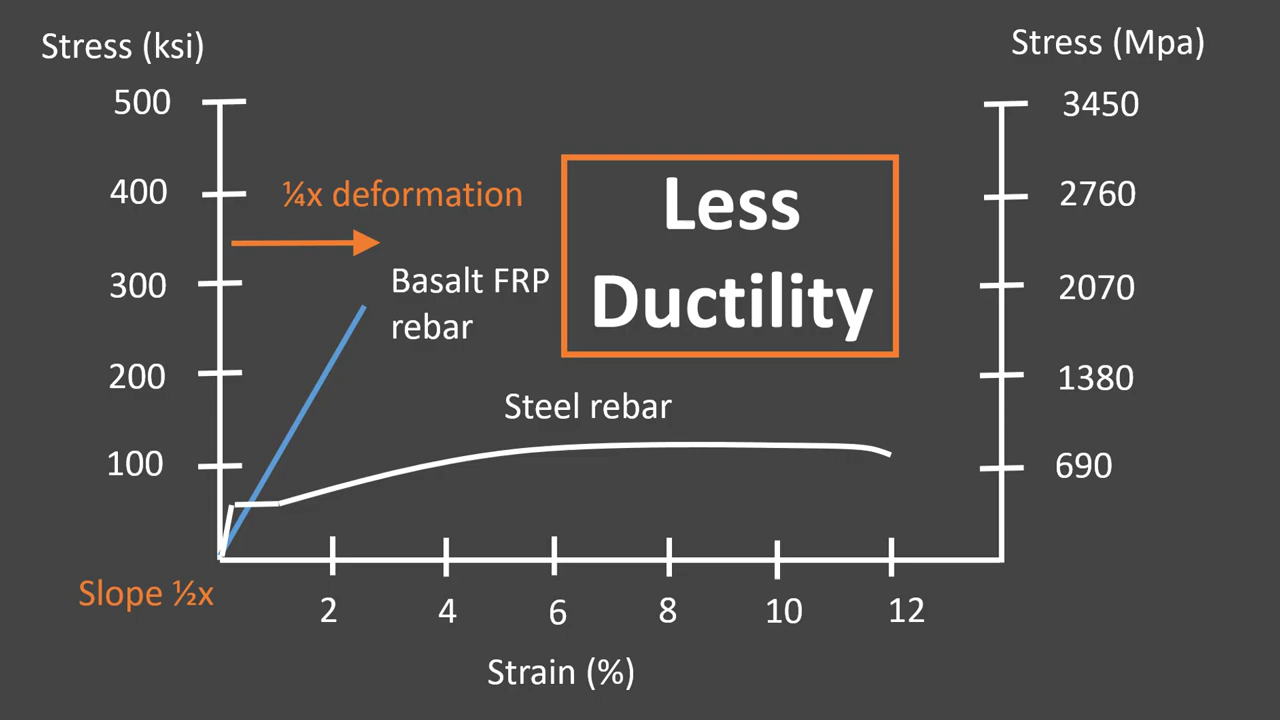 Stress (ksi)
Stress (Mpa)
500
3450
400
¼x deformation
Less
2760
300
Basalt FRP
rebar
Ductility
2070
200
Steel rebar
1380
100
690
Slope ½x
2
4
6
8
10
12
Strain (%)